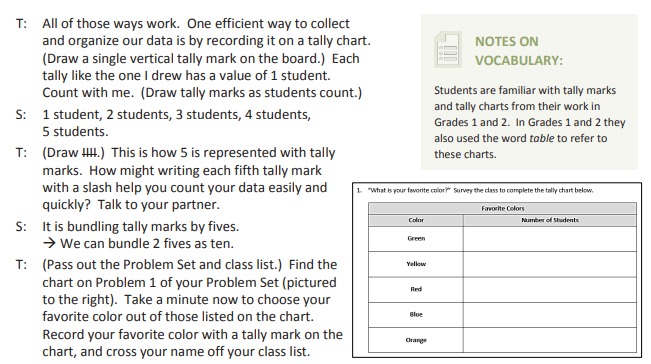 T: All of those ways work.  One efficient way to collect
and organize our data is by recording it on a tally chart.
(Draw a single vertical tally mark on the board.)  Each
tally like the one I drew has a value of 1 student.
Count with me.  (Draw tally marks as students count.)
S: 1 student, 2 students, 3 students, 4 students,
5 students.
T: (Draw IIII.)  This is how 5 is represented with tally
marks.  How might writing each fifth tally mark
with a slash help you count your data easily and
quickly?  Talk to your partner.
S: It is bundling tally marks by fives.
→ We can bundle 2 fives as ten.
T: (Pass out the Problem Set and class list.)  Find the
chart on Problem 1 of your Problem Set (pictured
to the right).  Take a minute now to choose your
favorite color out of those listed on the chart.
Record your favorite color with a tally mark on the
chart, and cross your name off your class list.
NOTES ON
VOCABULARY:
Students are familiar with tally marks
and tally charts from their work in
Grades 1 and 2.  In Grades 1 and 2 they
also used the word table to refer to
these charts.
1. "What is your favorite color?"  Survey the class to complete the tally chart below.
Favorite Colors
Color Number of Students
Green
Yellow
Red
Blue
Orange